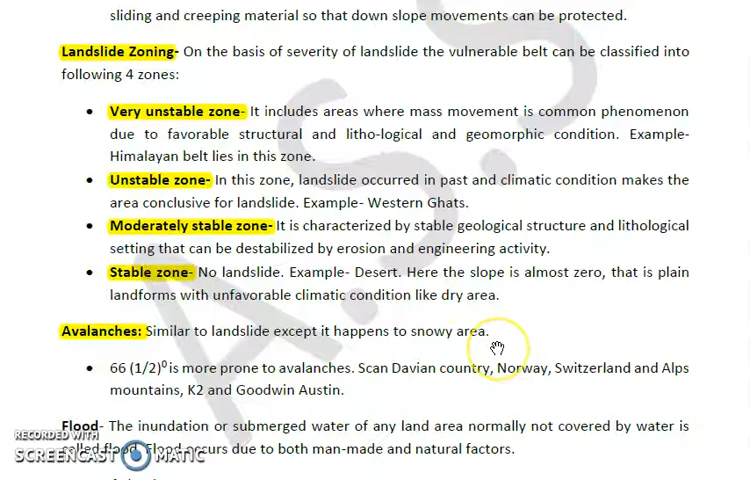 sliding and creeping material so that down slope movements can be protected.
Landslide Zoning- On the basis of severity of landslide the vulnerable belt can be classified into
following 4 zones:
• Very unstable zone- It includes areas where mass movement is common phenomenon
due to favorable structural and litho-logical and geomorphic condition. Example-
Himalayan belt lies in this zone.
• Unstable zone- In this zone, landslide occurred in past and climatic condition makes the
area conclusive for landslide. Example- Western Ghats.
• Moderately stable zone- It is characterized by stable geological structure and lithological
setting that can be destabilized by erosion and engineering activity.
• Stable zone- No landslide. Example- Desert. Here the slope is almost zero, that is plain
landforms with unfavorable climatic condition like dry area.
Avalanches: Similar to landslide except it happens to snowy area.
• 66 (1/2)⁰ is more prone to avalanches. Scan Davian country, Norway, Switzerland and Alps
mountains, K2 and Goodwin Austin.
Flood- The inundation or submerged water of any land area normally not covered by water is
called flood. Flood occurs due to both man-made and natural factors.
RECORDED WITH
SCREENCAST MATIC
A.S.S